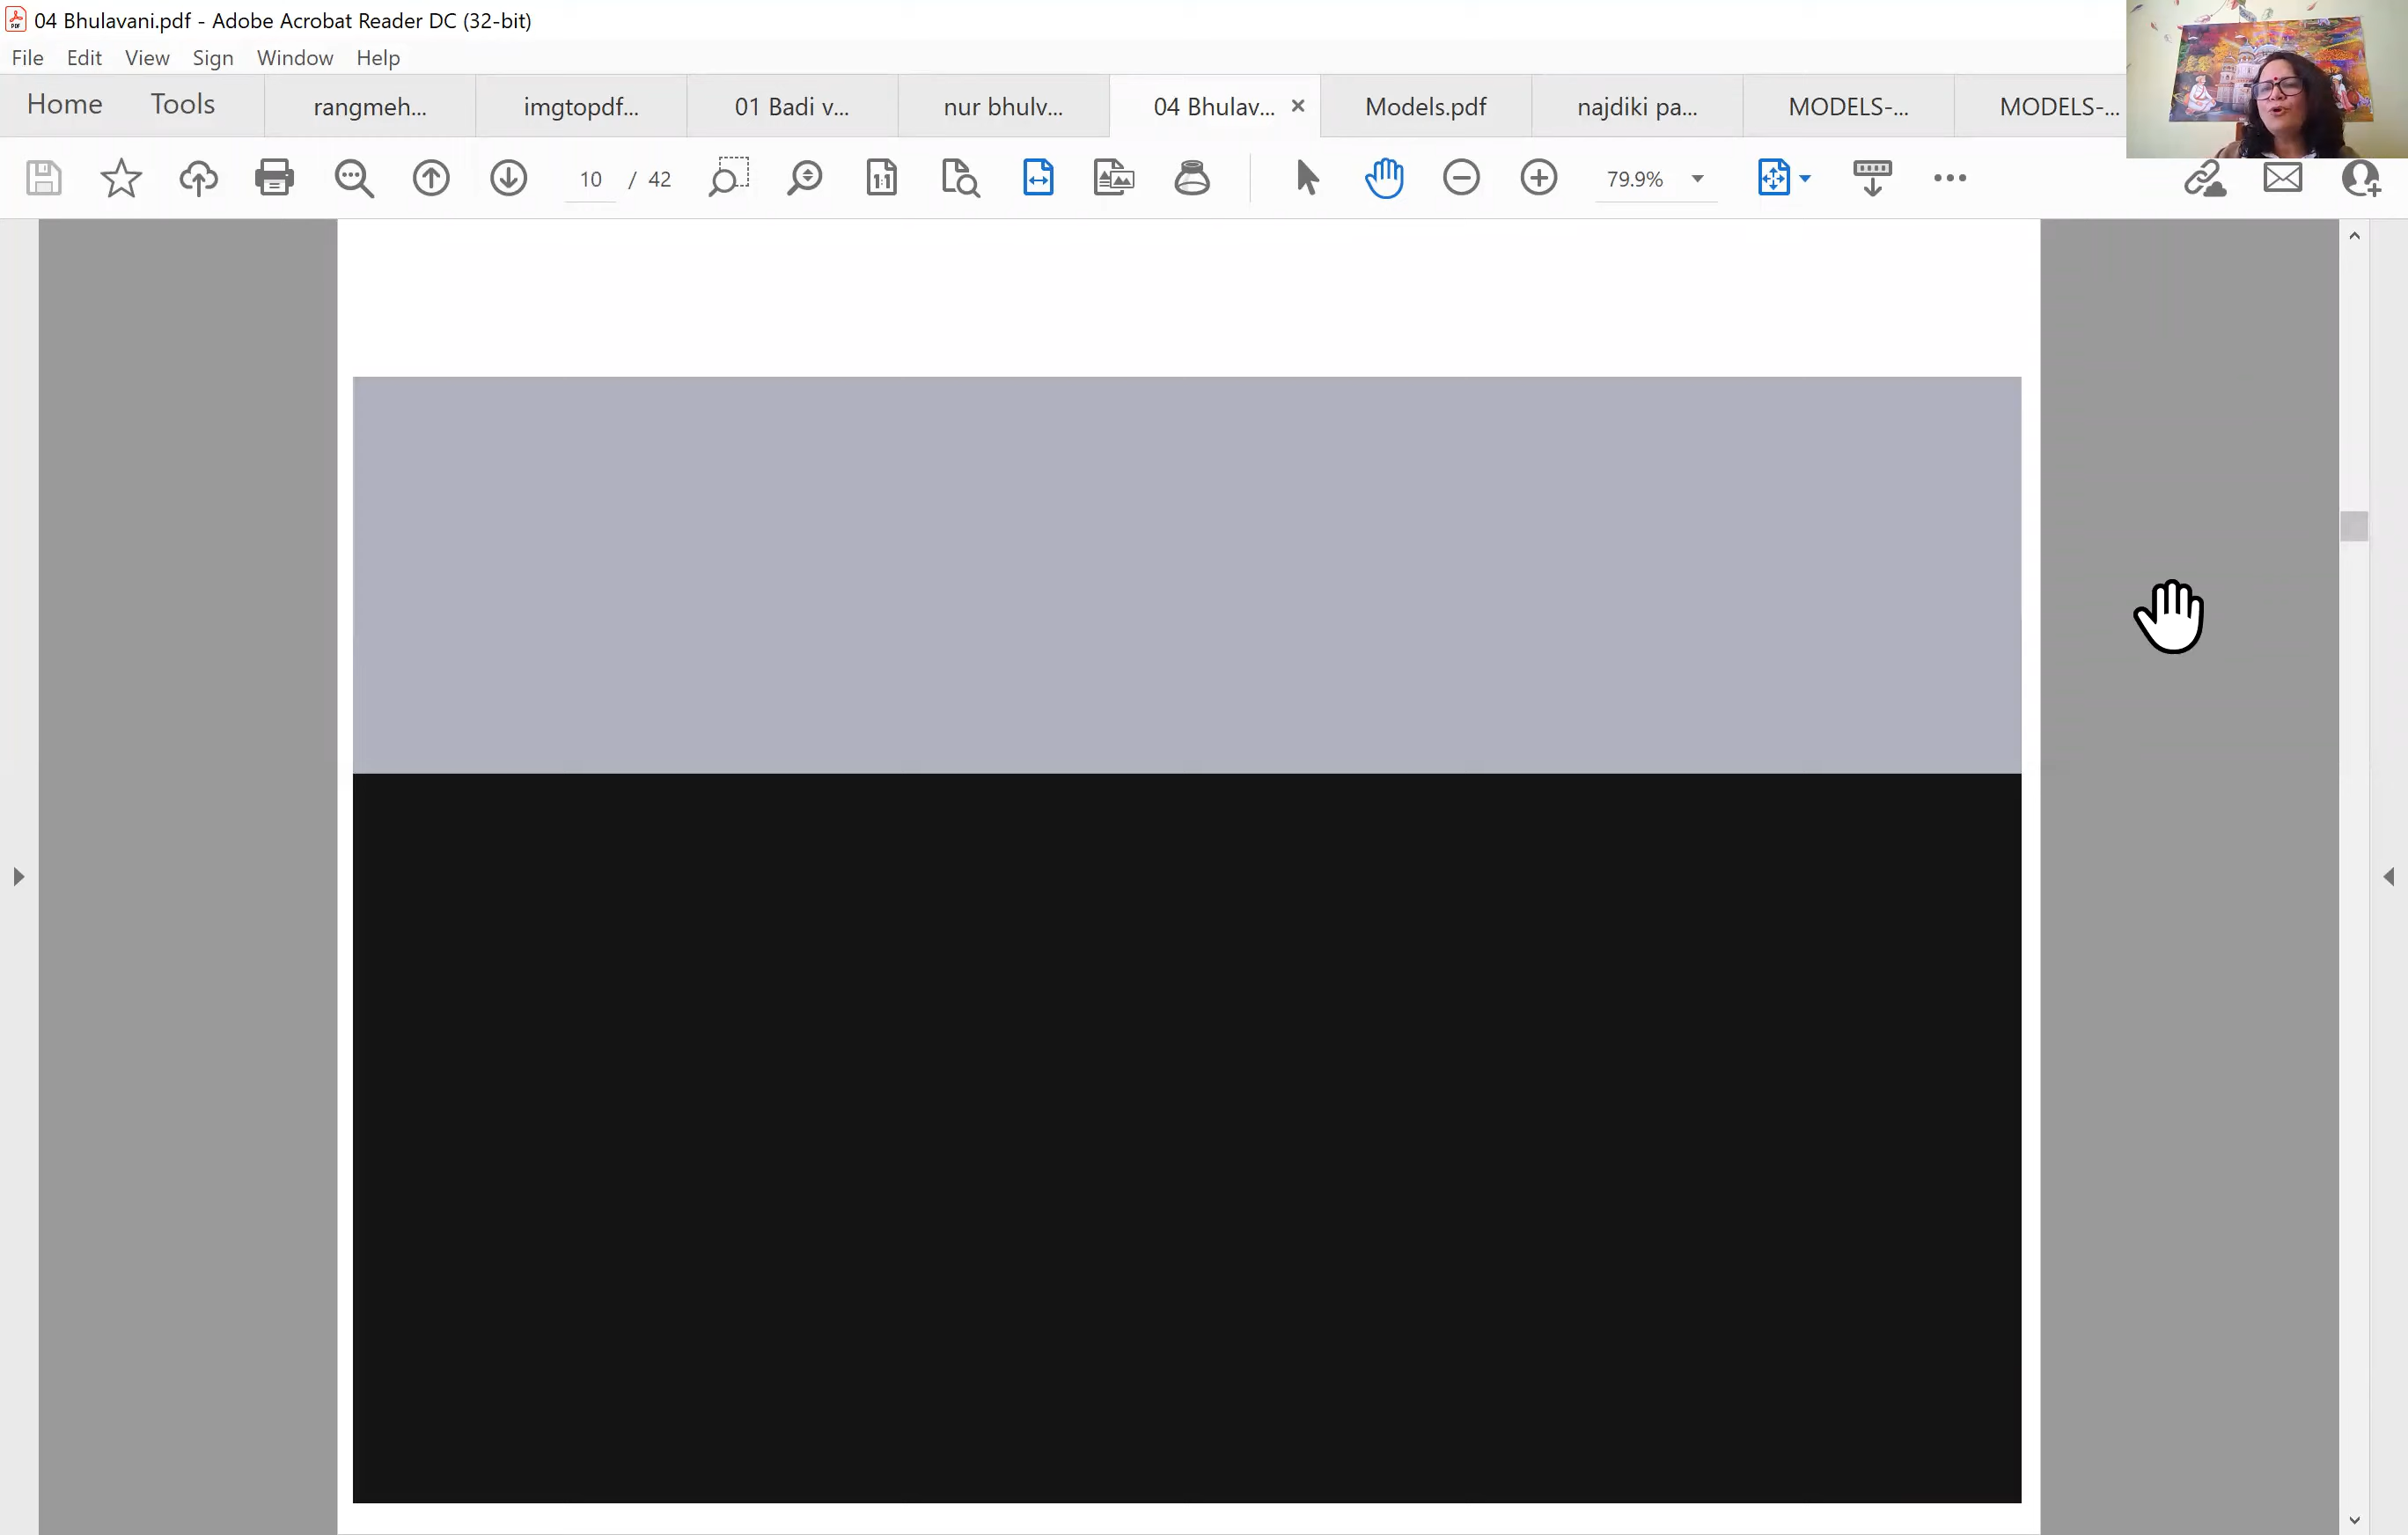 04 Bhulavani.pdf - Adobe Acrobat Reader DC (32-bit)
File Edit View Sign Window Help
Home Tools rangmeh... imgtopdf... 01 Badi v... nur bhulv... 04 Bhulav... Models.pdf najdiki pa... MODELS-... MODELS-...
10 / 42 79.9%